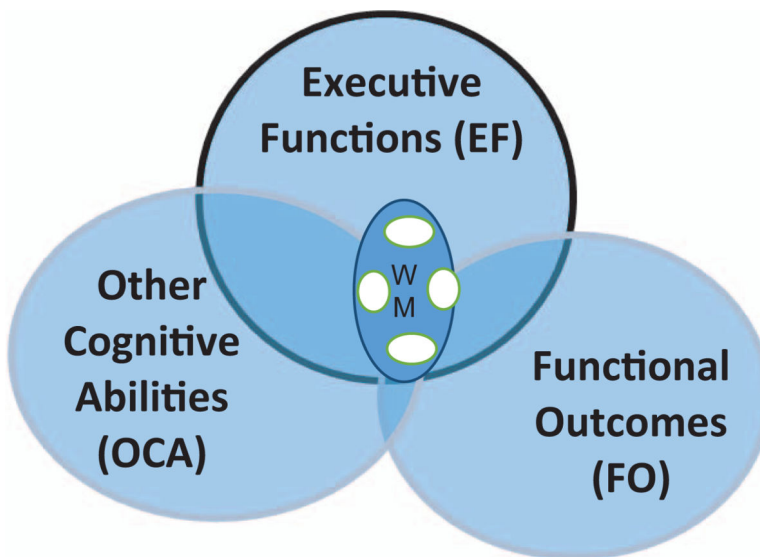 Executive
Functions (EF)
W
M
Other
Cognitive
Abilities
(OCA)
Functional
Outcomes
(FO)